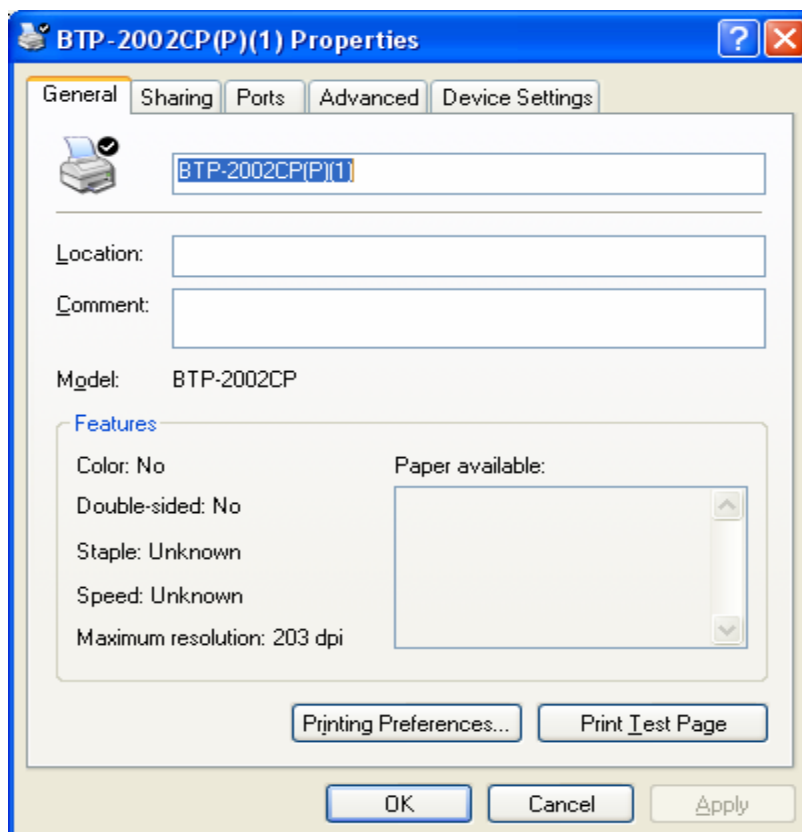 BTP-2002CP(P)(1) Properties
General Sharing Ports Advanced Device Settings
BTP-2002CP(P)(1)
Location:
Comment:
Model: BTP-2002CP
Features
Color: No
Paper available:
Double-sided: No
Staple: Unknown
Speed: Unknown
Maximum resolution: 203 dpi
Printing Preferences... Print Test Page
OK Cancel Apply